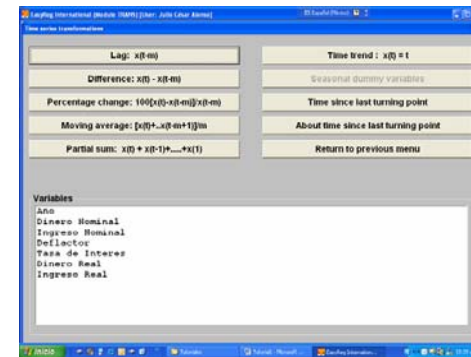 EasyReg International [Module TRANS] [User: Julio César Alonso]
Time series transformations
Lag: x(t-m)
Time trend : x(t) = t
Difference: x(t) - x(t-m)
Seasonal dummy variables
Percentage change: 100[x(t)-x(t-m)]/x(t-m)
Time since last turning point
Moving average: [x(t)+..x(t-m+1)]/m
About time since last turning point
Partial sum: x(t) + x(t-1)+.....+x(1)
Return to previous menu
Variables
Ano
Dinero Nominal
Ingreso Nominal
Deflactor
Tasa de Interes
Dinero Real
Ingreso Real
Inicio